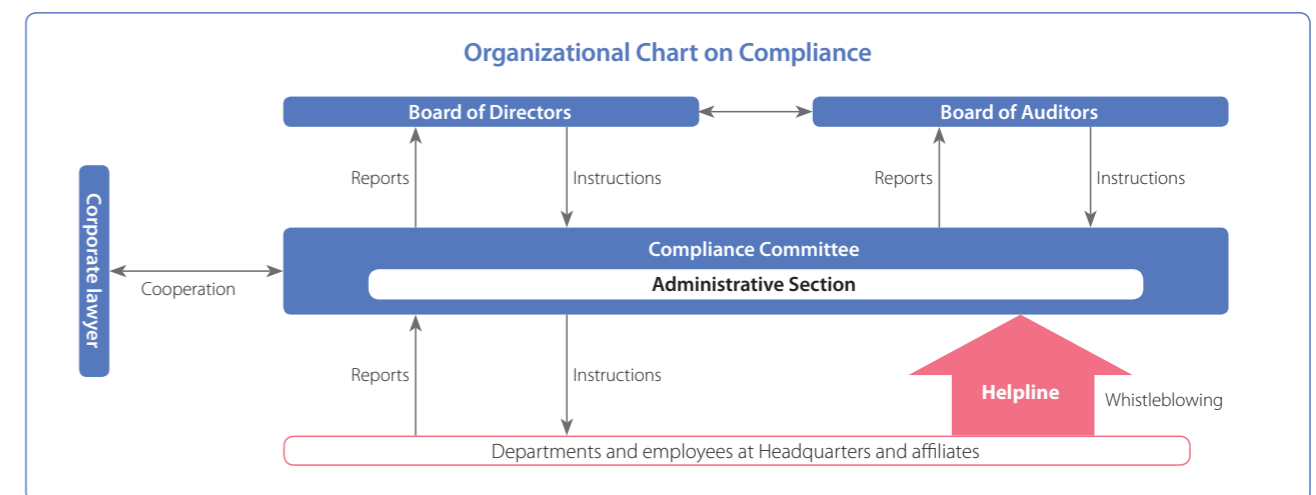 Organizational Chart on Compliance
Board of Directors
Board of Auditors
Reports
Instructions
Reports
Instructions
Corporate lawyer
Cooperation
Compliance Committee
Administrative Section
Reports
Instructions
Helpline
Whistleblowing
Departments and employees at Headquarters and affiliates